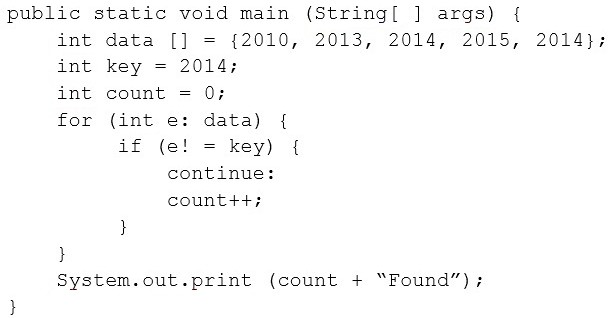 public static void main (String[ ] args) {
int data [] = {2010, 2013, 2014, 2015, 2014};
int key = 2014;
int count = 0;
for (int e: data) {
if (e! = key) {
continue:
count++;
}
}
System.out.print (count + “Found”);
}